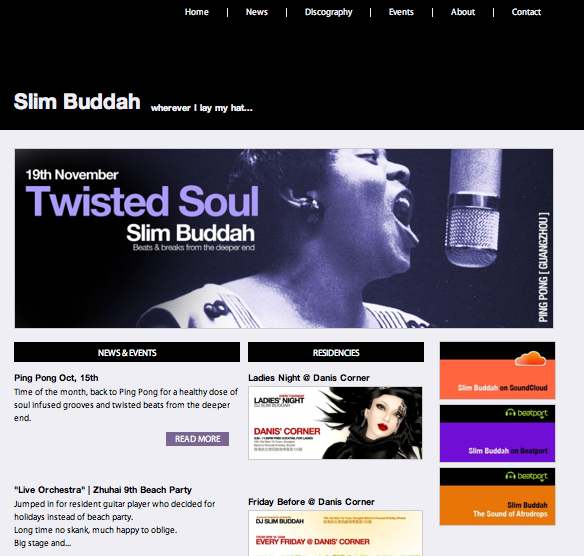 Home | News | Discography | Events | About | Contact
Slim Buddah wherever I lay my hat...
19th November
Twisted Soul
Slim Buddah
Beats & breaks from the deeper end
PING PONG [ GUANGZHOU ]
NEWS & EVENTS
Ping Pong Oct, 15th
Time of the month, back to Ping Pong for a healthy dose of
soul infused grooves and twisted beats from the deeper
end.
READ MORE
"Live Orchestra" | Zhuhai 9th Beach Party
Jumped in for resident guitar player who decided for
holidays instead of beach party.
Long time no skank, much happy to oblige.
Big stage and...
RESIDENCIES
Ladies Night @ Danis Corner
LADIES' NIGHT
DJ SLIM BUDDAH
DANIS' CORNER
Friday Before @ Danis Corner
DJ SLIM BUDDAH
EVERY FRIDAY @ DANIS' CORNER
Slim Buddah on SoundCloud
beatport
Slim Buddah on Beatport
beatport
Slim Buddah
The Sound of Afrodrops